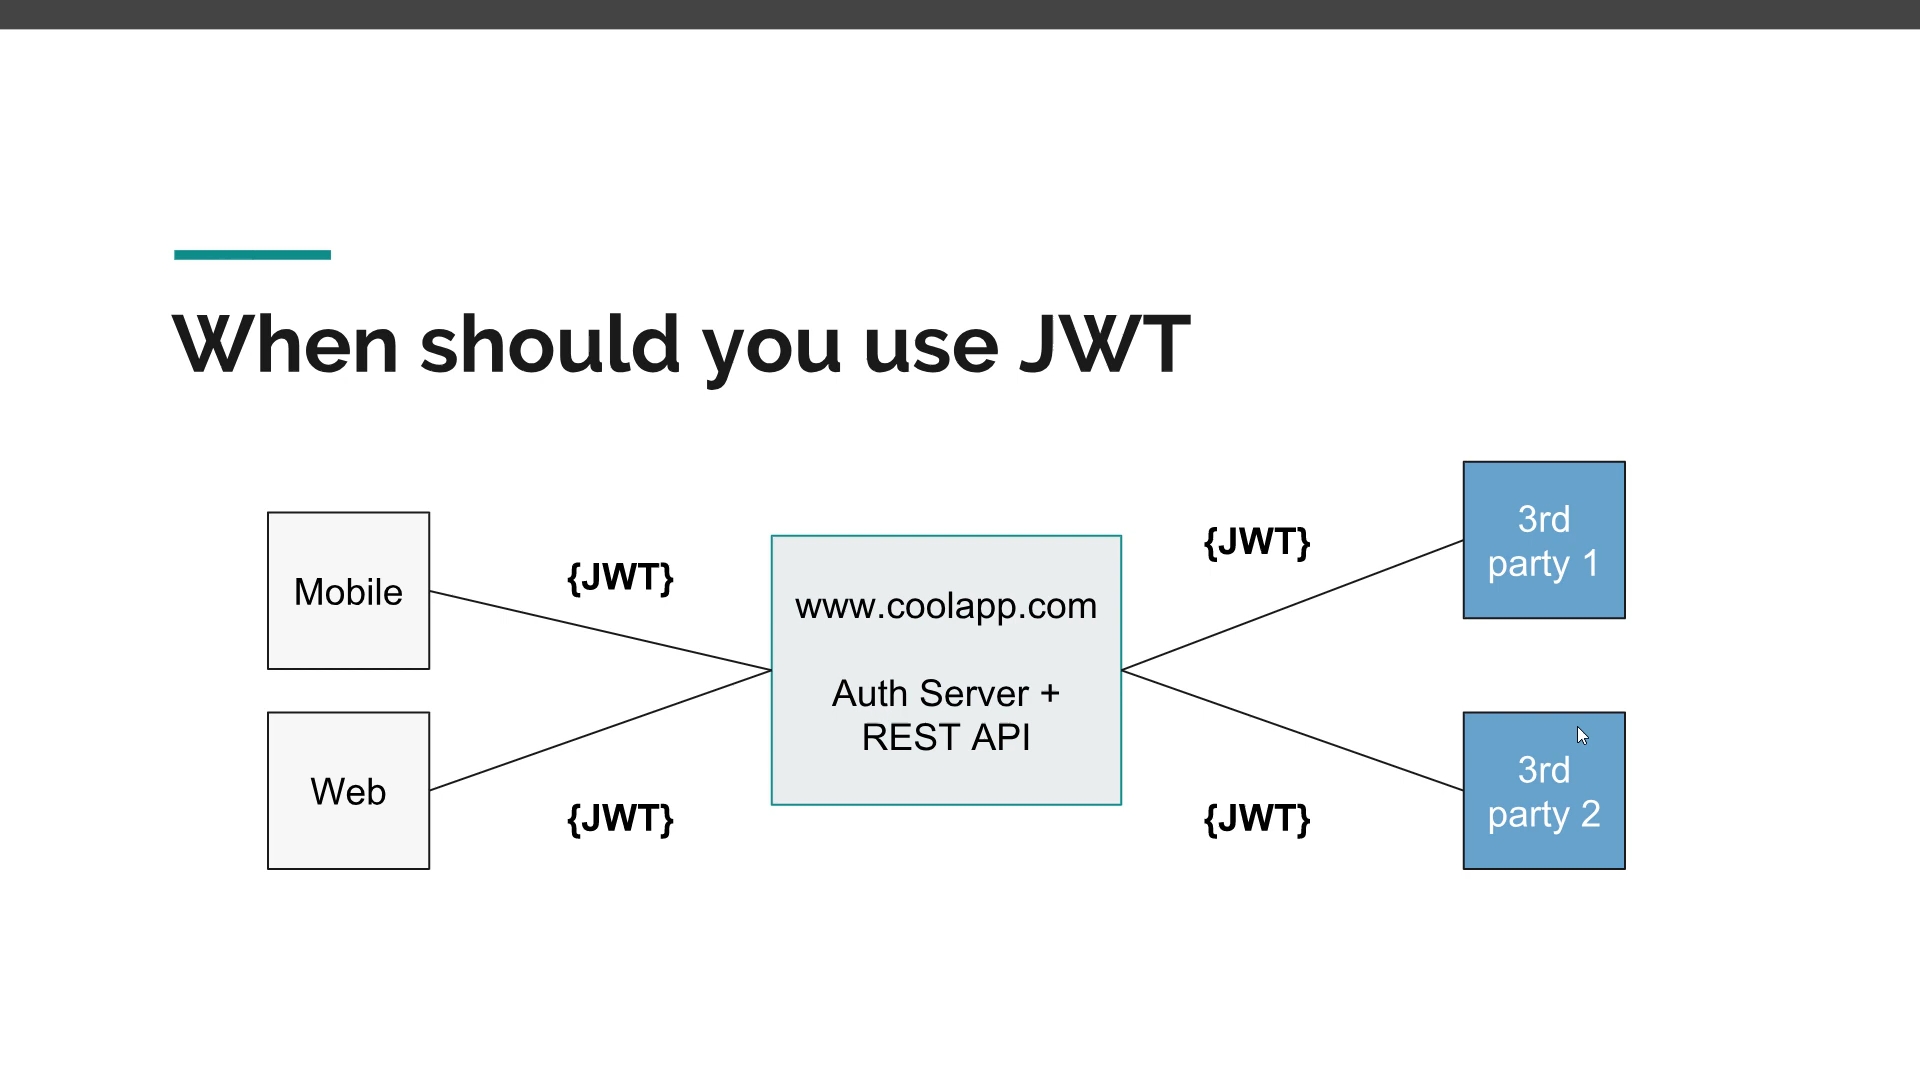 When should you use JWT
Mobile
{JWT}
www.coolapp.com
Auth Server +
REST API
{JWT}
3rd
party 1
Web
{JWT}
{JWT}
3rd
party 2